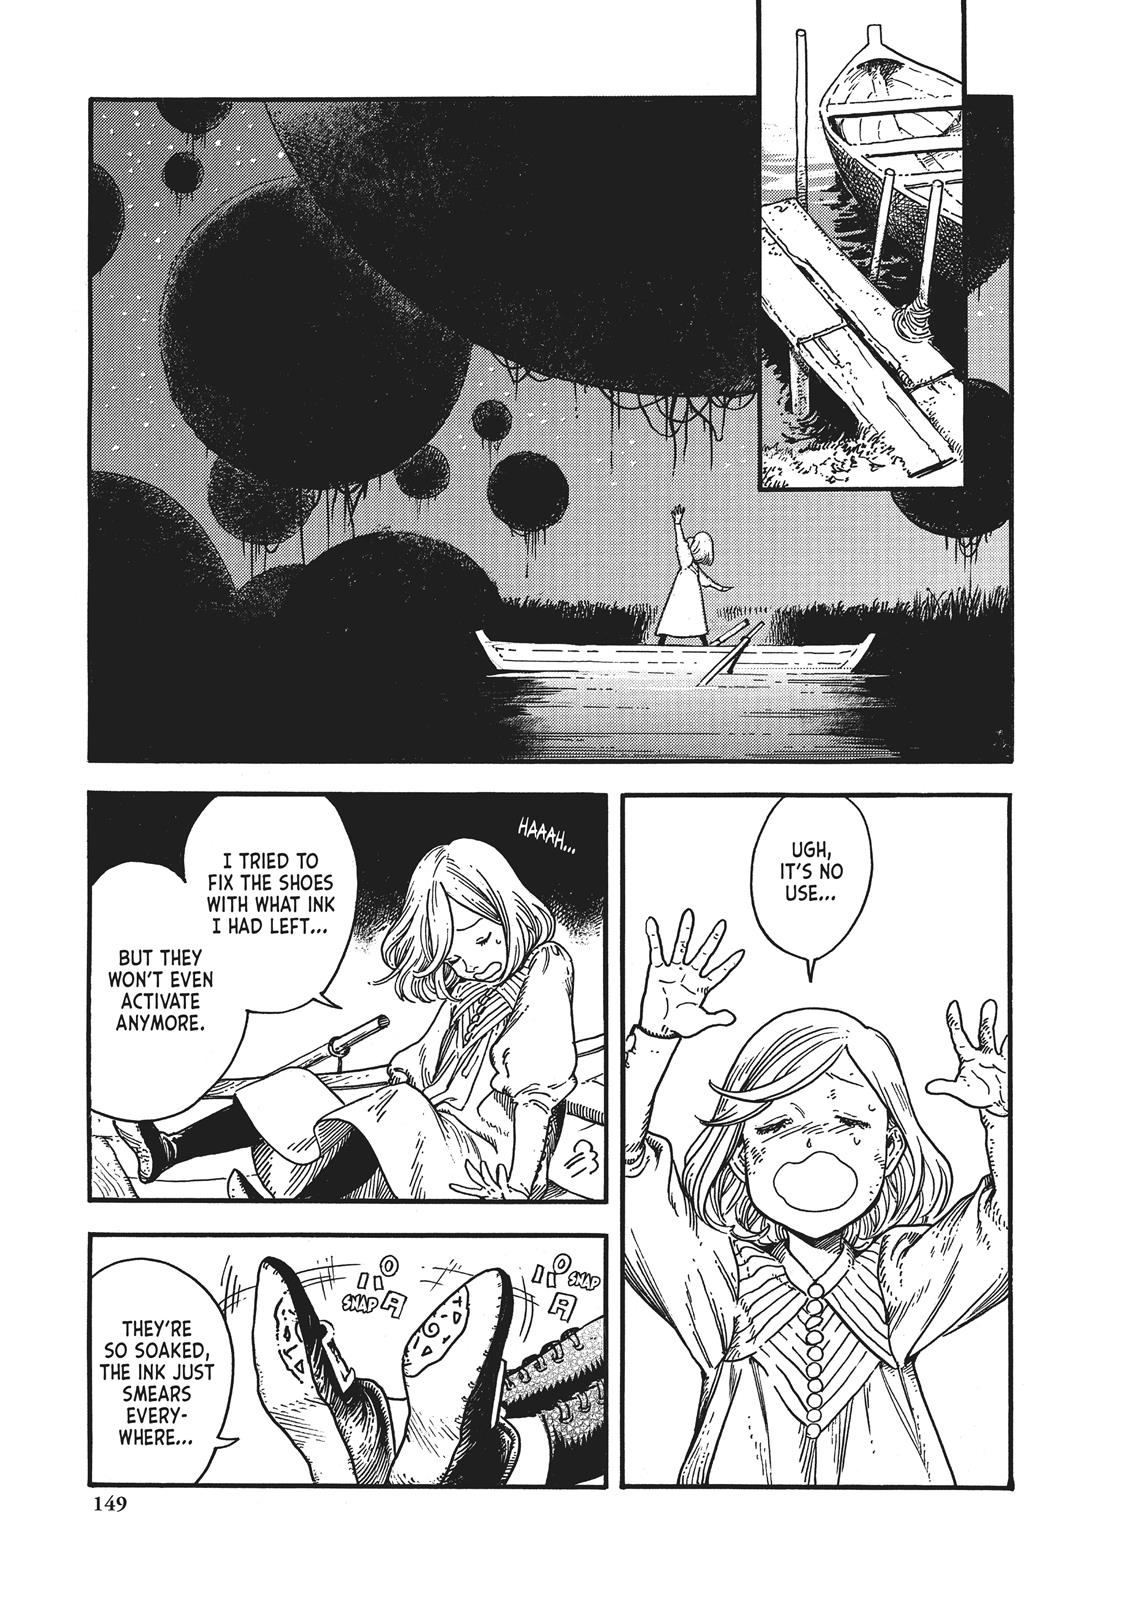 UGH,
IT'S NO
USE...
HAAAH...
I TRIED TO
FIX THE SHOES
WITH WHAT INK
I HAD LEFT...
BUT THEY
WON'T EVEN
ACTIVATE
ANYMORE.
SNAP
SNAP
THEY'RE
SO SOAKED,
THE INK JUST
SMEARS
EVERY-
WHERE...
149